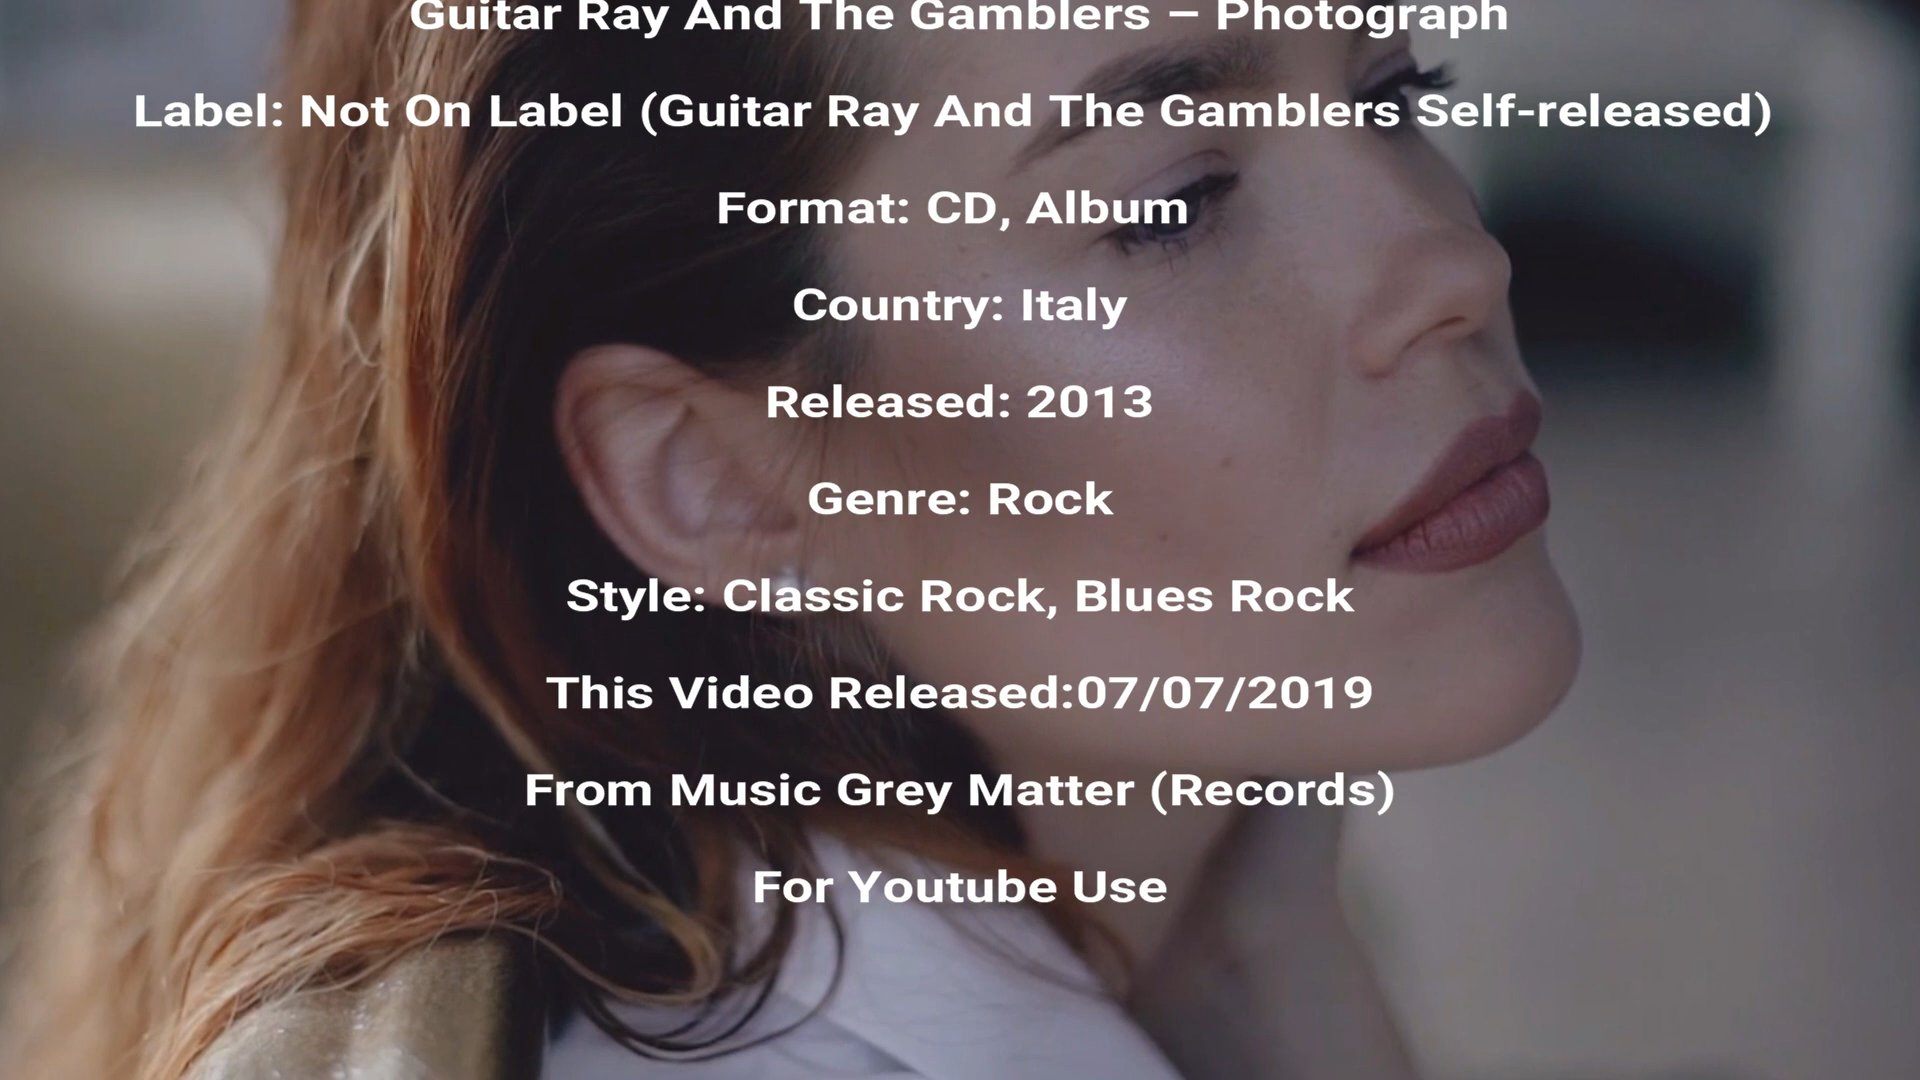 Guitar Ray And The Gamblers – Photograph
Label: Not On Label (Guitar Ray And The Gamblers Self-released)
Format: CD, Album
Country: Italy
Released: 2013
Genre: Rock
Style: Classic Rock, Blues Rock
This Video Released:07/07/2019
From Music Grey Matter (Records)
For Youtube Use